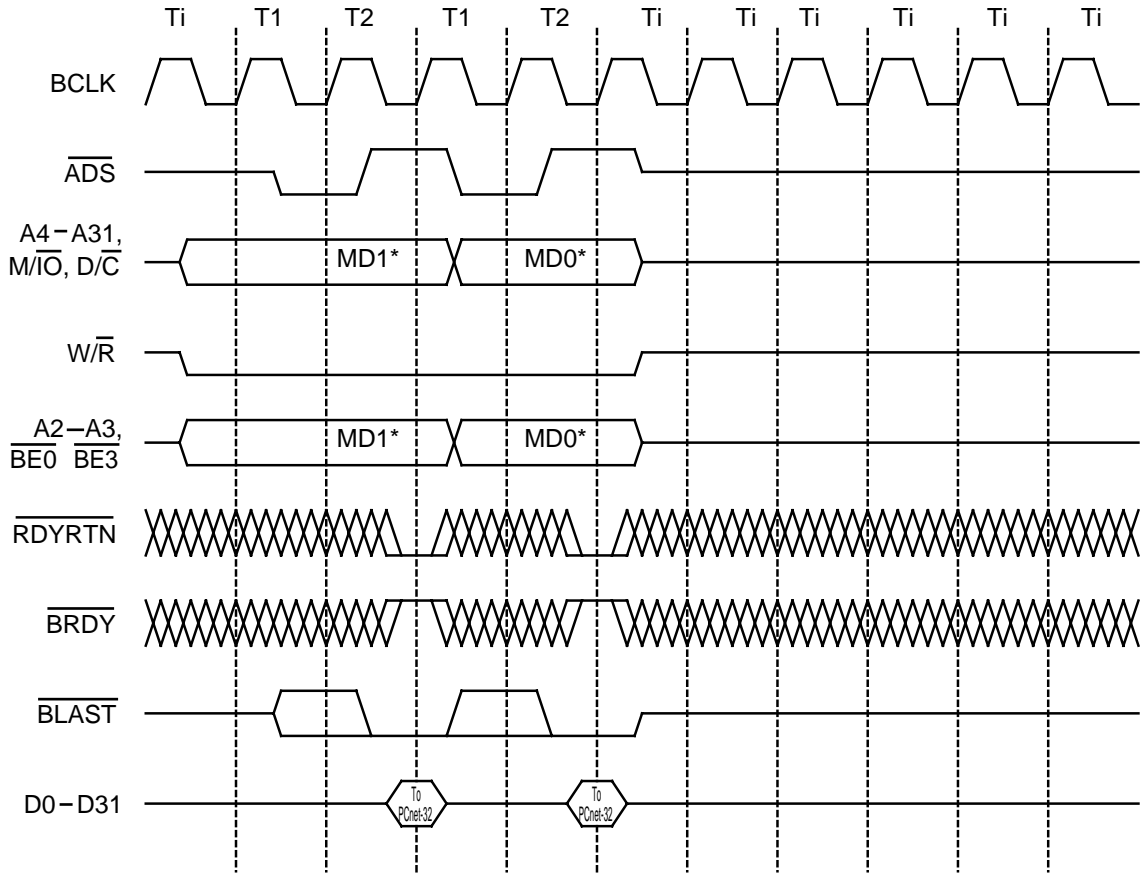 Ti T1 T2 T1 T2 Ti Ti Ti Ti Ti Ti
BCLK
ADS
A4–A31,
M/IO, D/C
MD1* MD0*
W/R
A2–A3,
BE0 BE3
MD1* MD0*
RDYRTN
BRDY
BLAST
D0–D31
To
PCnet-32
To
PCnet-32